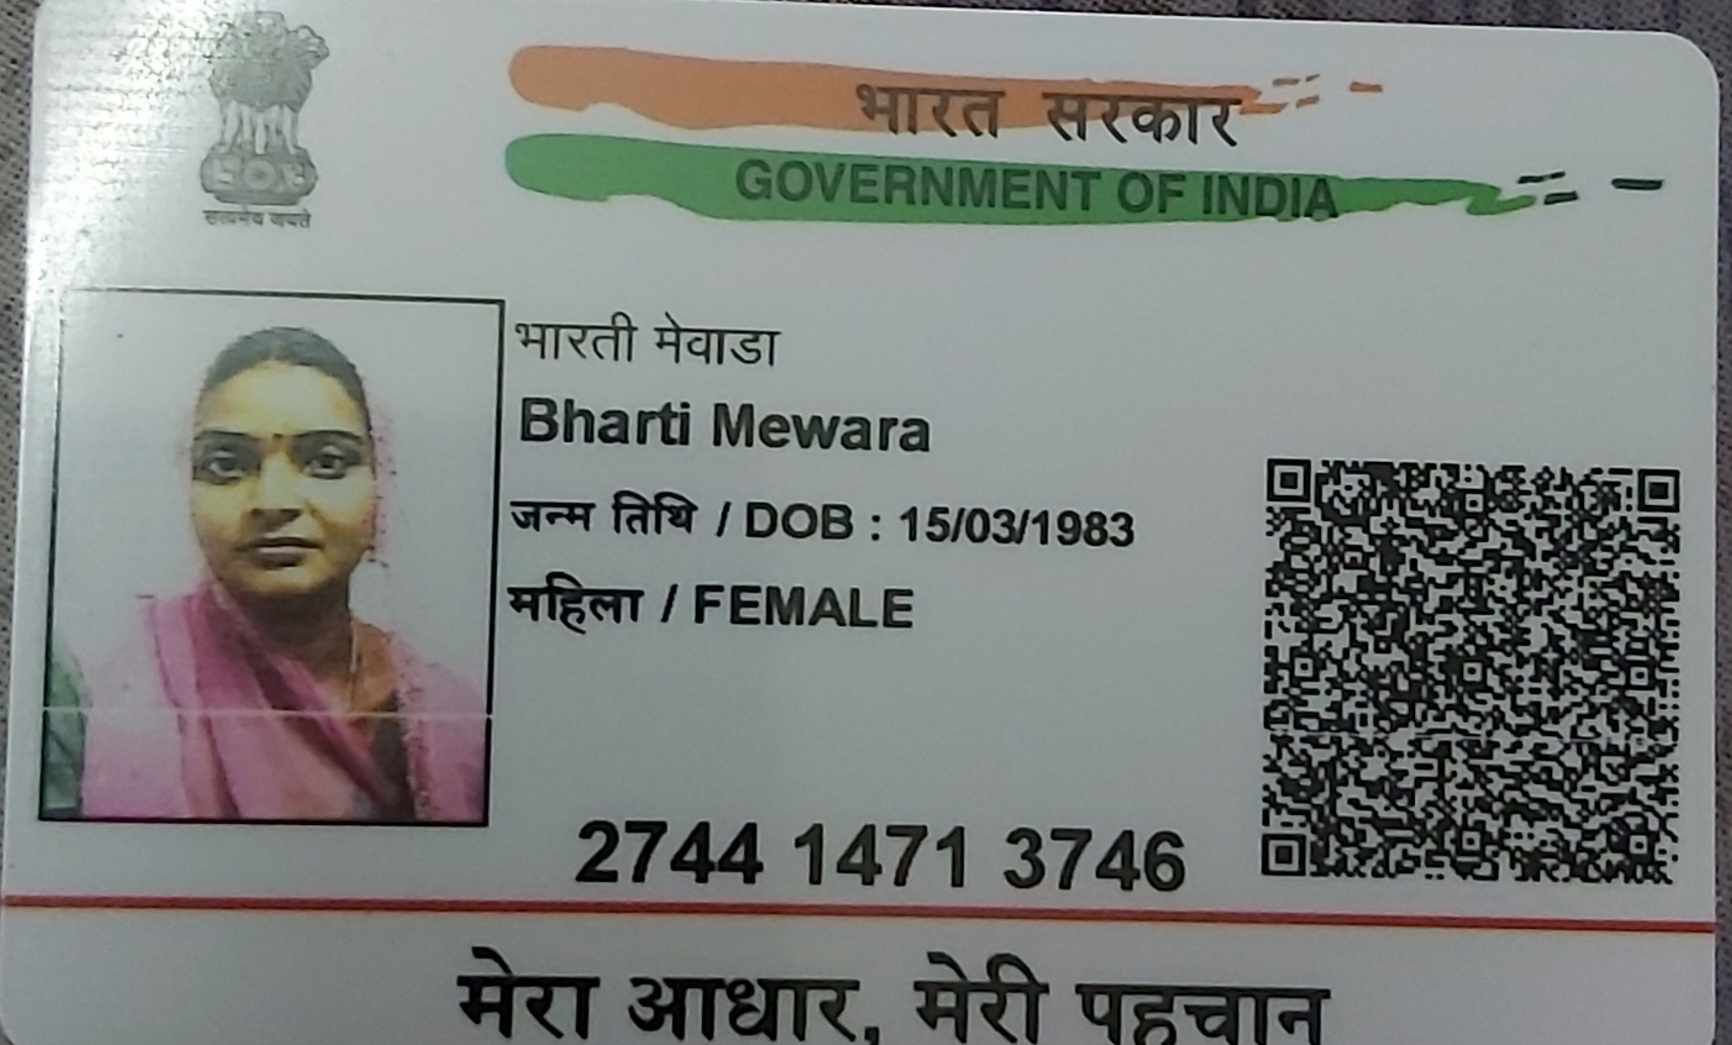 सत्यमेव जयते
भारत सरकार
GOVERNMENT OF INDIA
भारती मेवाडा
Bharti Mewara
जन्म तिथि / DOB : 15/03/1983
महिला / FEMALE
2744 1471 3746
मेरा आधार, मेरी पहचान